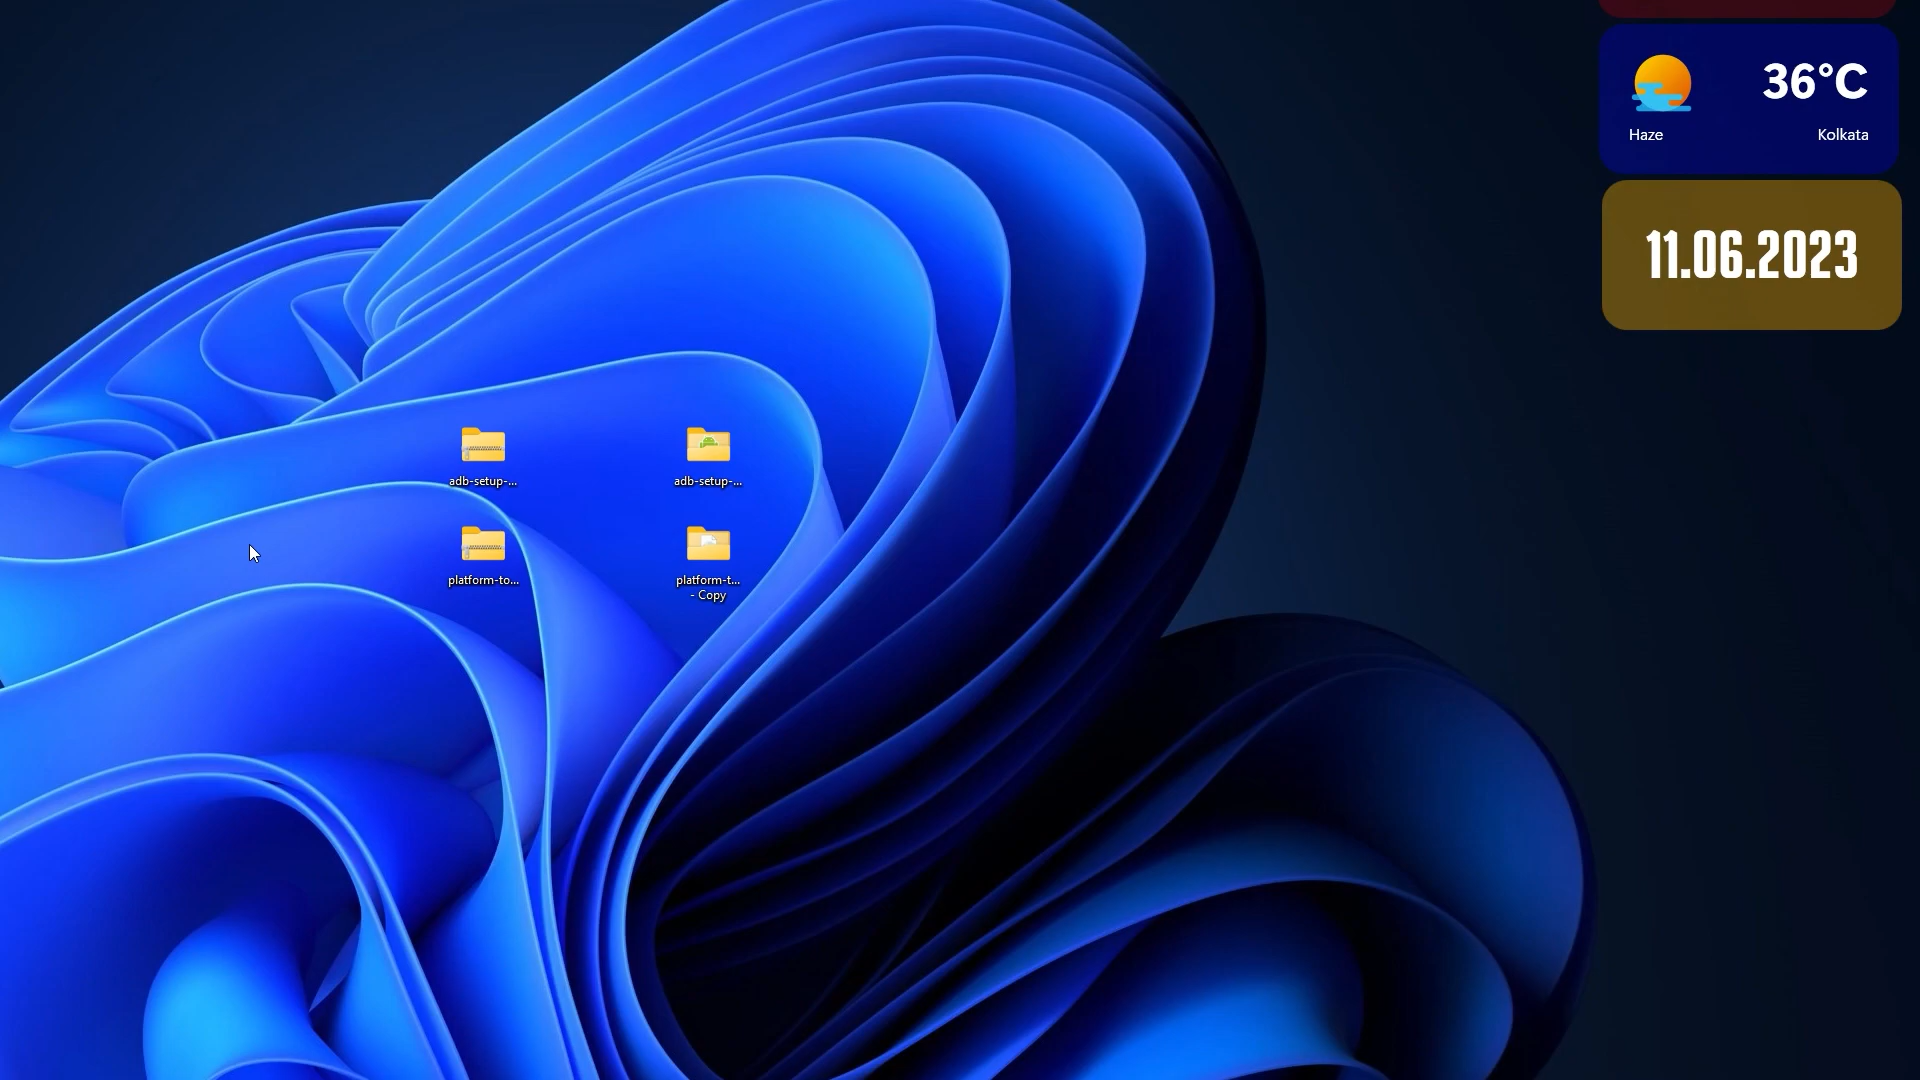 36°C
Haze
Kolkata
11.06.2023
adb-setup-...
adb-setup-...
platform-to...
platform-t...
- Copy